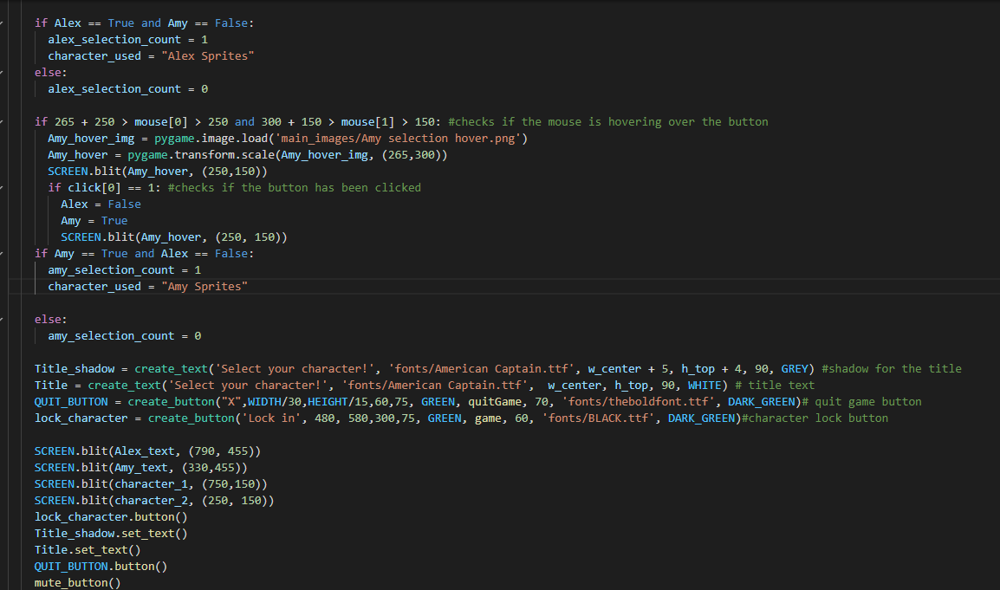 if Alex == True and Amy == False:
  alex_selection_count = 1
  character_used = "Alex Sprites"
else:
  alex_selection_count = 0

if 265 + 250 > mouse[0] > 250 and 300 + 150 > mouse[1] > 150: #checks if the mouse is hovering over the button
  Amy_hover_img = pygame.image.load('main_images/Amy selection hover.png')
  Amy_hover = pygame.transform.scale(Amy_hover_img, (265,300))
  SCREEN.blit(Amy_hover, (250,150))
  if click[0] == 1: #checks if the button has been clicked
    Alex = False
    Amy = True
    SCREEN.blit(Amy_hover, (250, 150))
if Amy == True and Alex == False:
  amy_selection_count = 1
  character_used = "Amy Sprites"

else:
  amy_selection_count = 0

Title_shadow = create_text('Select your character!', 'fonts/American Captain.ttf', w_center + 5, h_top + 4, 90, GREY) #shadow for the title
Title = create_text('Select your character!', 'fonts/American Captain.ttf',  w_center, h_top, 90, WHITE) # title text
QUIT_BUTTON = create_button("X",WIDTH/30,HEIGHT/15,60,75, GREEN, quitGame, 70, 'fonts/theboldfont.ttf', DARK_GREEN)# quit game button
lock_character = create_button('Lock in', 480, 580,300,75, GREEN, game, 60, 'fonts/BLACK.ttf', DARK_GREEN)#character lock button

SCREEN.blit(Alex_text, (790, 455))
SCREEN.blit(Amy_text, (330,455))
SCREEN.blit(character_1, (750,150))
SCREEN.blit(character_2, (250, 150))
lock_character.button()
Title_shadow.set_text()
Title.set_text()
QUIT_BUTTON.button()
mute_button()